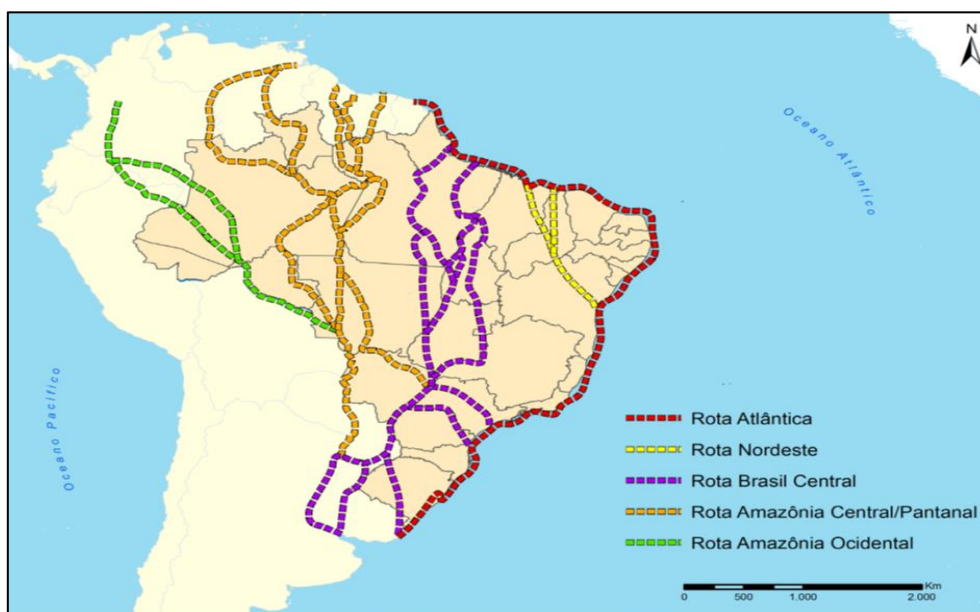 N
Oceano Atlântico
Oceano Pacífico
Rota Atlântica
Rota Nordeste
Rota Brasil Central
Rota Amazônia Central/Pantanal
Rota Amazônia Ocidental
Km
0 500 1.000 2.000